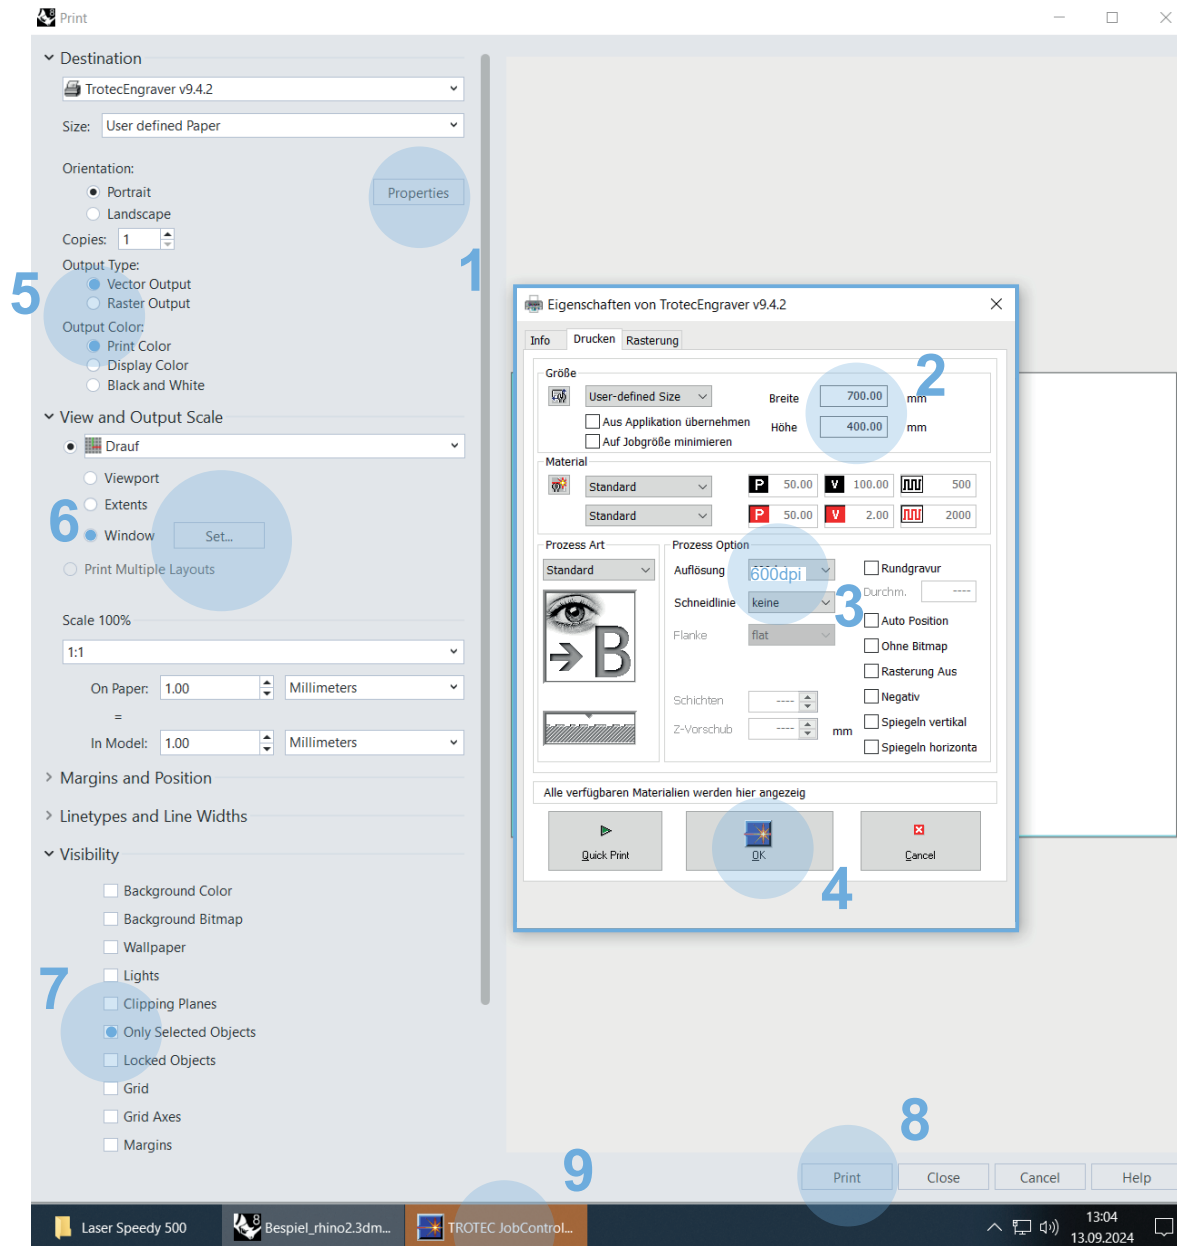 Print
Destination
TrotecEngraver v9.4.2
Size: User defined Paper
Orientation:
Portrait
Properties
Landscape
Copies: 1
1
Output Type:
5
Vector Output
Raster Output
Output Color:
Print Color
Display Color
Black and White
View and Output Scale
Drauf
Viewport
Extents
6
Window Set...
Print Multiple Layouts
Scale 100%
1:1
On Paper: 1.00 Millimeters
=
In Model: 1.00 Millimeters
Margins and Position
Linetypes and Line Widths
Visibility
Background Color
Background Bitmap
Wallpaper
Lights
7
Clipping Planes
Only Selected Objects
Locked Objects
Grid
Grid Axes
Margins
Eigenschaften von TrotecEngraver v9.4.2
Info Drucken Rasterung
2
Größe
User-defined Size Breite 700.00 mm
Aus Applikation übernehmen
Höhe 400.00 mm
Auf Jobgröße minimieren
Material
Standard P 50.00 V 100.00 500
Standard P 50.00 V 2.00 2000
Prozess Art
Standard
B
Prozess Option
Auflösung 600dpi
Schneidlinie keine
3
Flanke flat
Schichten ----
Z-Vorschub ---- mm
Rundgravur
Durchm. ----
Auto Position
Ohne Bitmap
Rasterung Aus
Negativ
Spiegeln vertikal
Spiegeln horizonta
Alle verfügbaren Materialien werden hier angezeig
Quick Print OK Cancel
4
8
Print Close Cancel Help
9
Laser Speedy 500 8 Bespiel_rhino2.3dm... TROTEC JobControl...
13:04
13.09.2024